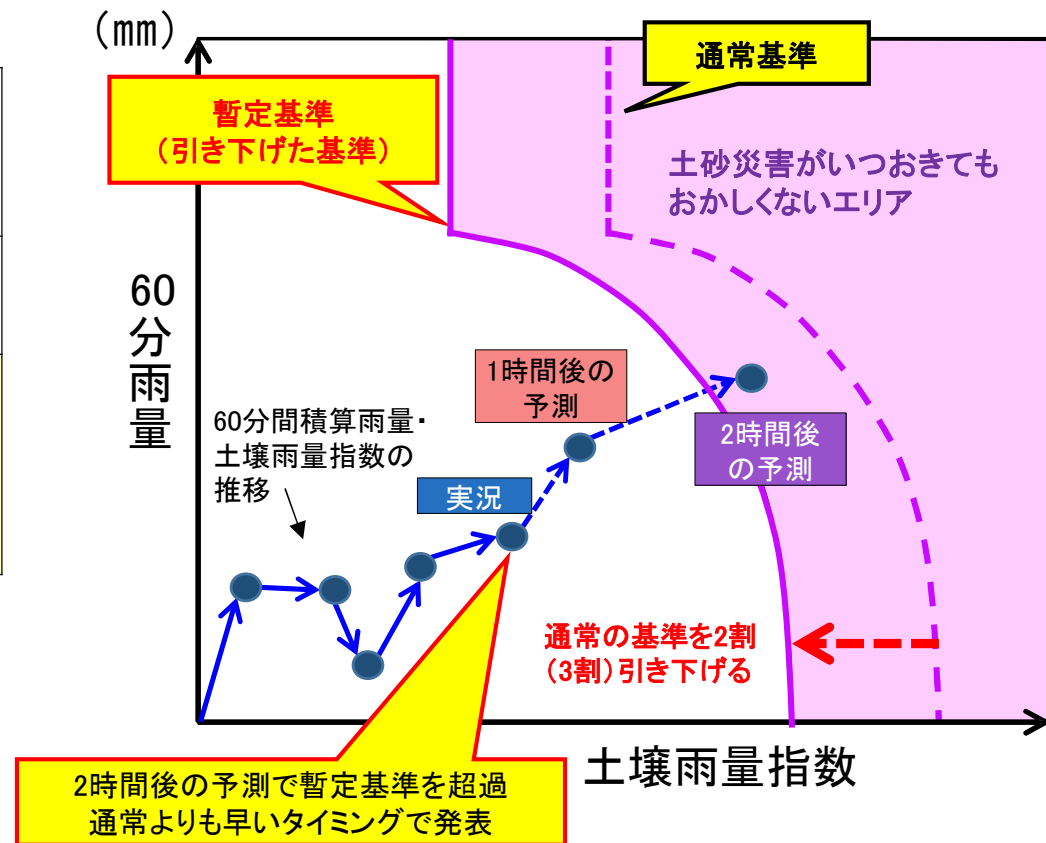 （mm）
通常基準
暫定基準
（引き下げた基準）
土砂災害がいつおきても
おかしくないエリア
60
分
雨
量
1時間後の
予測
60分間積算雨量・
土壌雨量指数の
推移
2時間後
の予測
実況
通常の基準を2割
（3割）引き下げる
土壌雨量指数
2時間後の予測で暫定基準を超過
通常よりも早いタイミングで発表